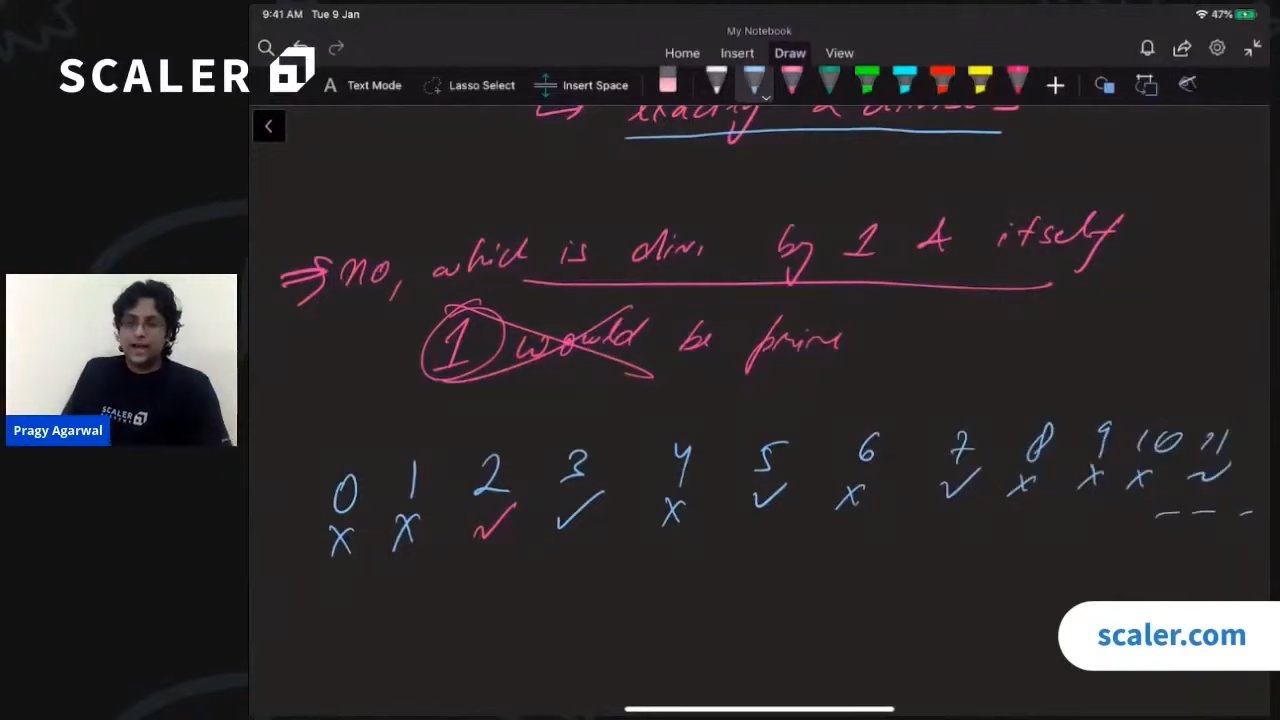 9:41 AM Tue 9 Jan
47%
My Notebook
Home Insert Draw View
SCALER
Text Mode Lasso Select Insert Space
exactly 2 divisors
⇒ no, which is div. by 1 & itself
1 would be prime
SCALER
Pragy Agarwal
0 1 2 3 4 5 6 7 8 9 10 11
x x ✓ ✓ x ✓ x ✓ x x x ✓
scaler.com